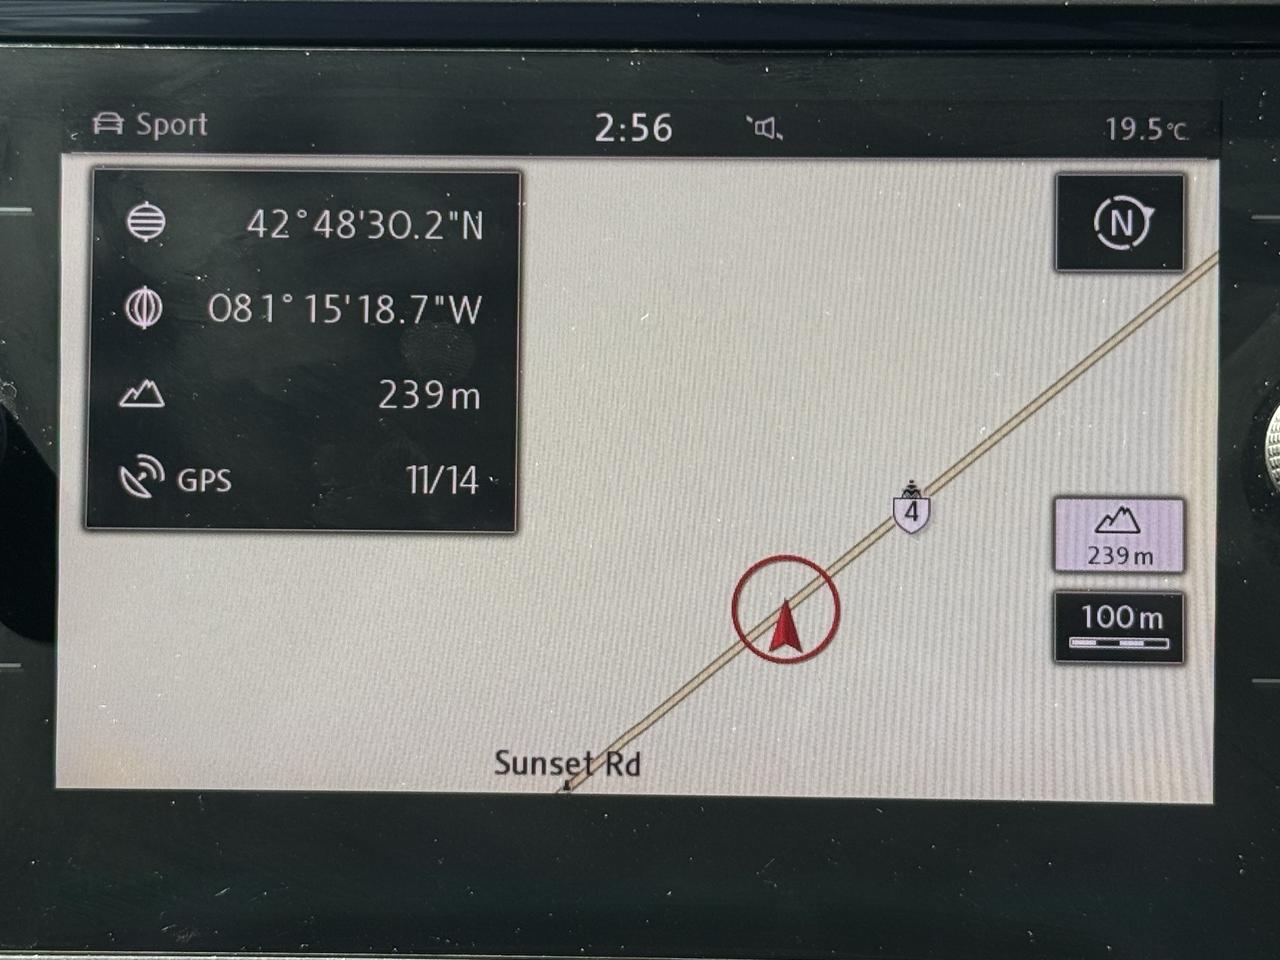 Sport 2:56 19.5°C
42°48'30.2"N
081°15'18.7"W
239m
GPS 11/14
N
4
239m
100m
Sunset Rd